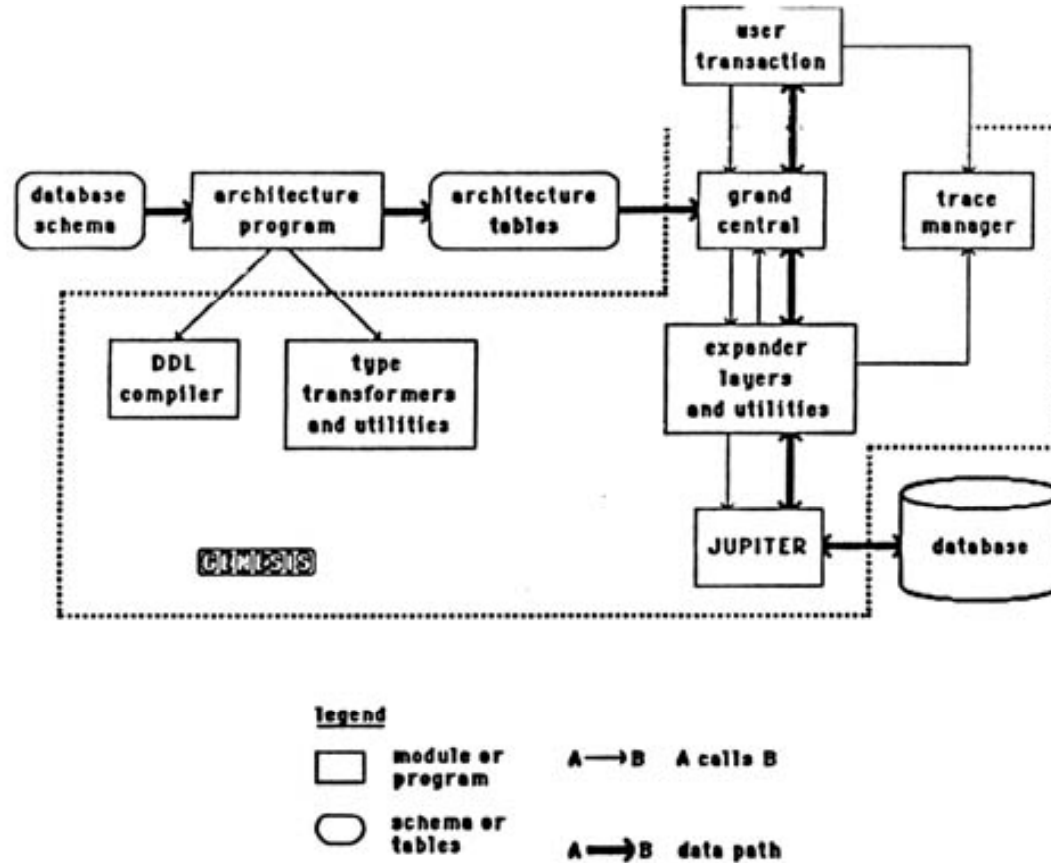 user
transaction
database
schema
architecture
program
architecture
tables
grand
central
trace
manager
DDL
compiler
type
transformers
and utilities
expander
layers
and utilities
GENESIS
JUPITER
database
legend
module or
program
A B A calls B
schema or
tables
A B data path